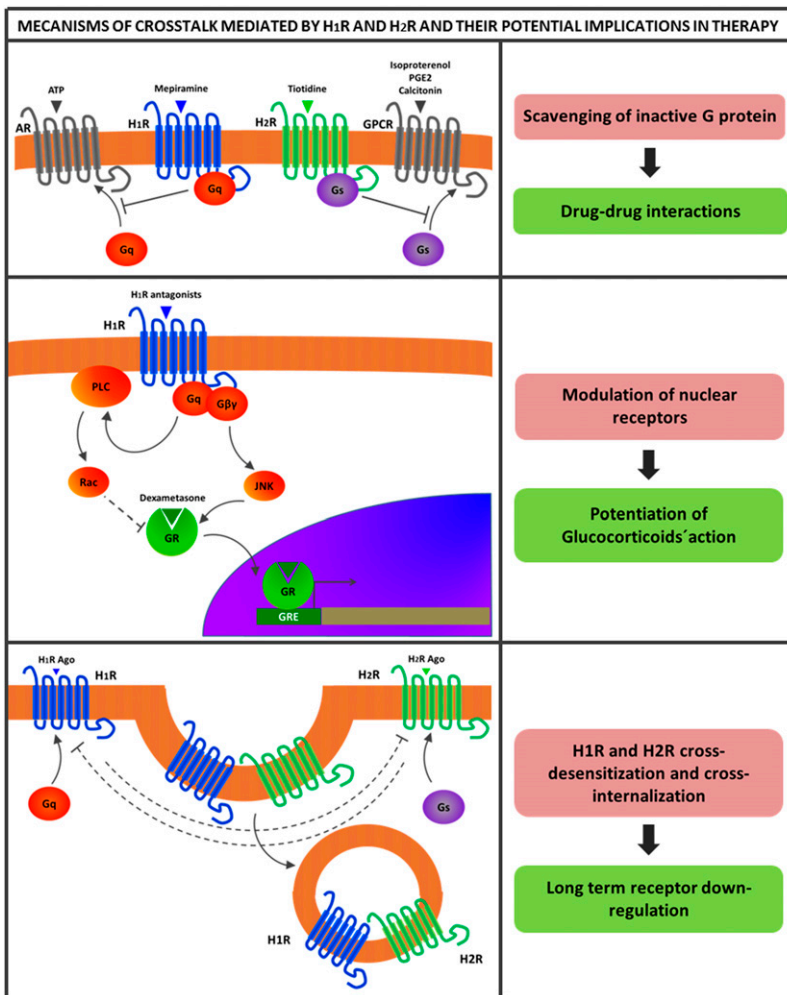 MECANISMS OF CROSSTALK MEDIATED BY H1R AND H2R AND THEIR POTENTIAL IMPLICATIONS IN THERAPY
ATP
Mepiramine
Tiotidine
Isoproterenol
PGE2
Calcitonin
AR
H1R
H2R
GPCR
Gq
Gs
Gq
Gs
Scavenging of inactive G protein
Drug-drug interactions
H1R antagonists
H1R
PLC
Gq
Gβγ
Rac
JNK
Dexametasone
GR
GR
GRE
Modulation of nuclear
receptors
Potentiation of
Glucocorticoids´action
H1R Ago
H1R
H2R
H2R Ago
Gq
Gs
H1R
H2R
H1R and H2R cross-
desensitization and cross-
internalization
Long term receptor down-
regulation